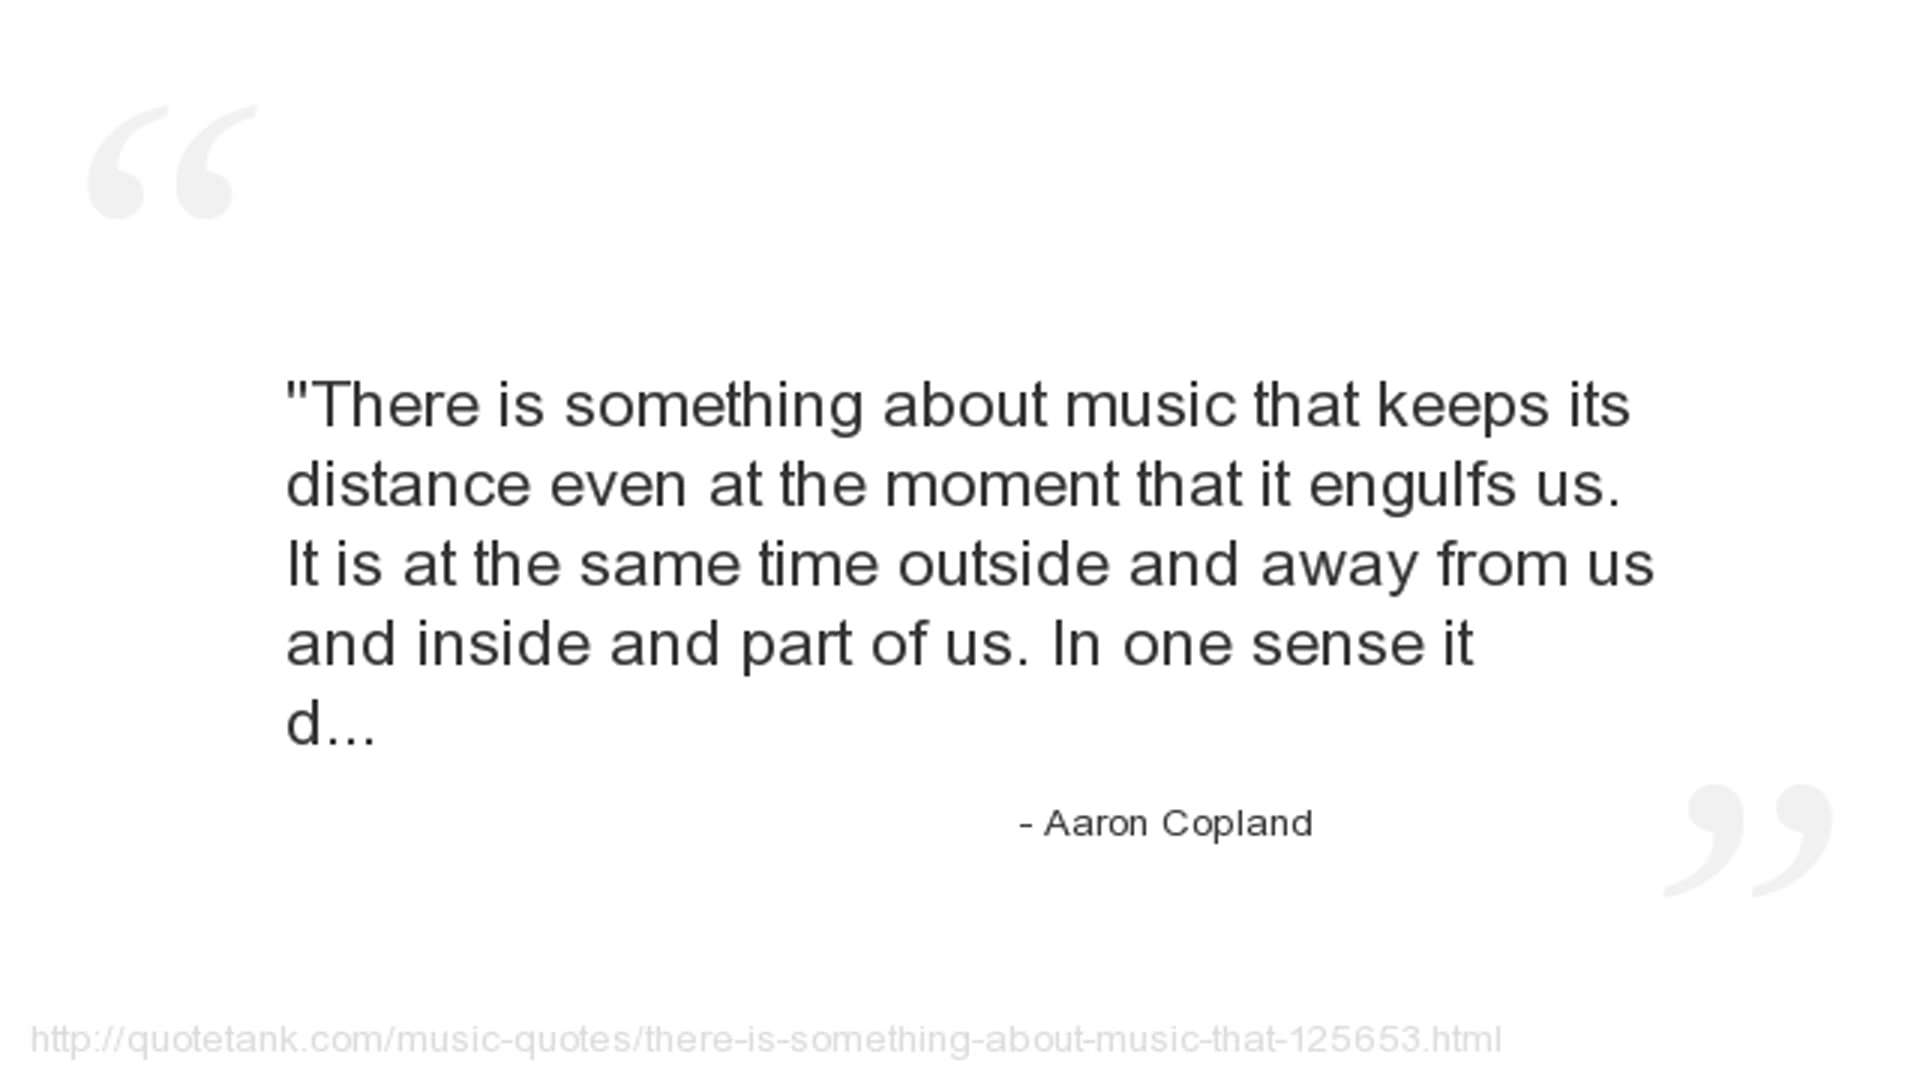 "There is something about music that keeps its
distance even at the moment that it engulfs us.
It is at the same time outside and away from us
and inside and part of us. In one sense it
d...
- Aaron Copland
http://quotetank.com/music-quotes/there-is-something-about-music-that-125653.html